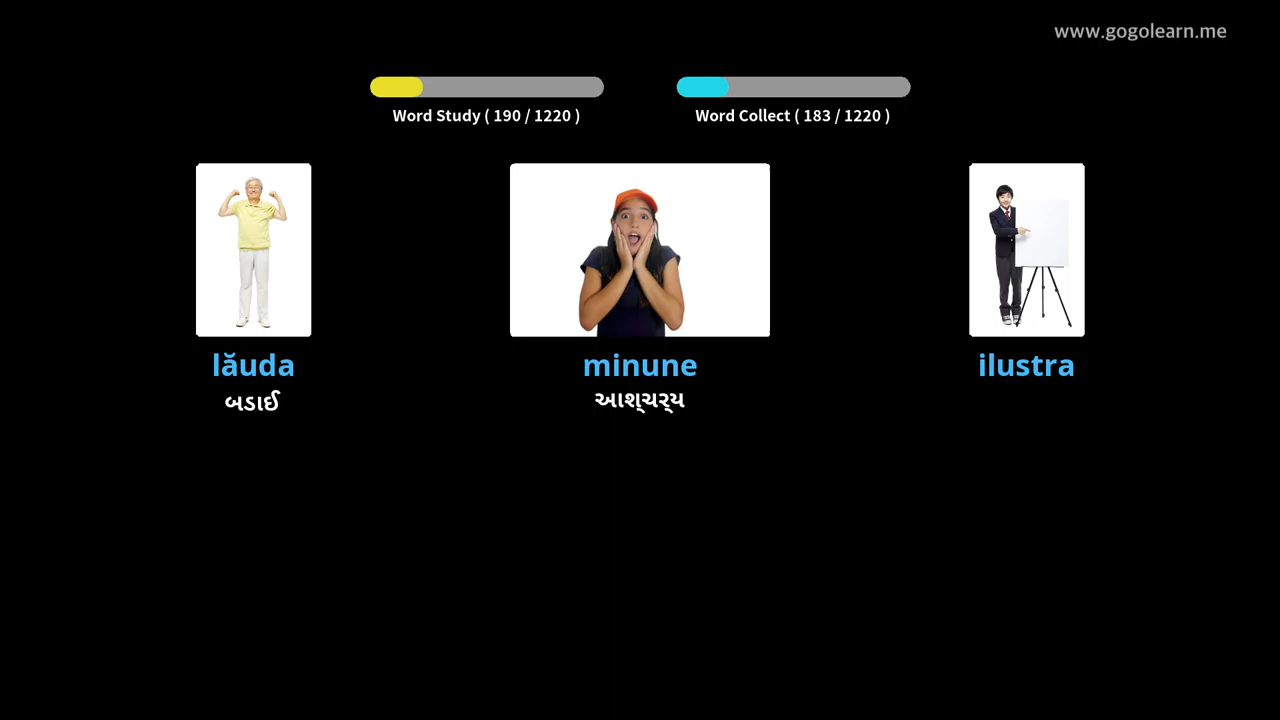 www.gogolearn.me
Word Study ( 190 / 1220 )
Word Collect ( 183 / 1220 )
lăuda
બડાઈ
minune
આશ્ચર્ય
ilustra